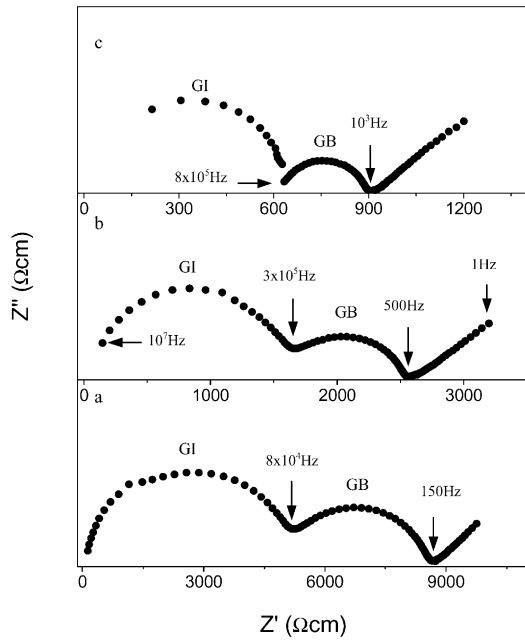 c
GI
10³Hz
GB
8x10⁵Hz
0 300 600 900 1200
b
GI
3x10⁵Hz
1Hz
GB
500Hz
10⁷Hz
0 1000 2000 3000
a
GI
8x10⁴Hz
GB
150Hz
0 3000 6000 9000
Z'' (Ωcm)
Z' (Ωcm)